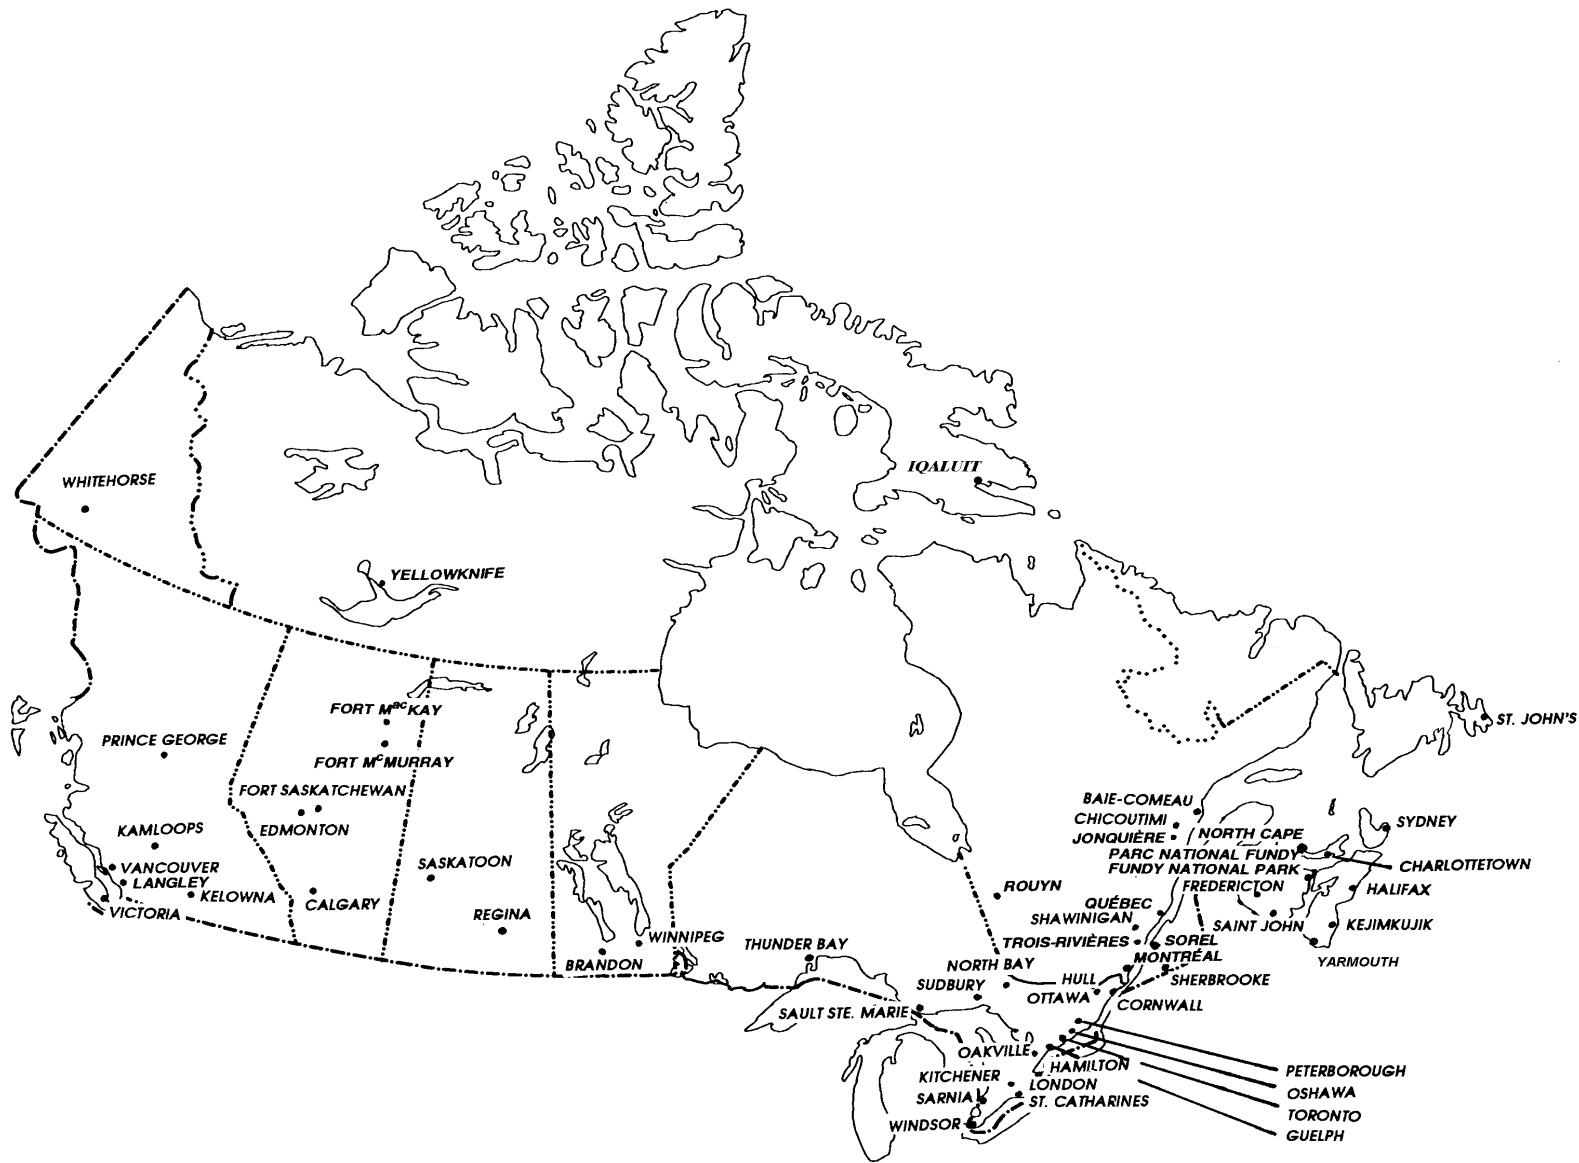 IQALUIT
WHITEHORSE
YELLOWKNIFE
FORT MacKAY
ST. JOHN'S
PRINCE GEORGE
FORT McMURRAY
FORT SASKATCHEWAN
BAIE-COMEAU
CHICOUTIMI
SYDNEY
KAMLOOPS
EDMONTON
JONQUIÈRE
NORTH CAPE
PARC NATIONAL FUNDY
CHARLOTTETOWN
VANCOUVER
SASKATOON
FUNDY NATIONAL PARK
LANGLEY
ROUYN
FREDERICTON
HALIFAX
KELOWNA
CALGARY
QUÉBEC
VICTORIA
REGINA
SHAWINIGAN
SAINT JOHN
KEJIMKUJIK
WINNIPEG
THUNDER BAY
TROIS-RIVIÈRES
SOREL
BRANDON
NORTH BAY
MONTRÉAL
YARMOUTH
SUDBURY
HULL
SHERBROOKE
OTTAWA
CORNWALL
SAULT STE. MARIE
OAKVILLE
HAMILTON
PETERBOROUGH
KITCHENER
LONDON
OSHAWA
SARNIA
ST. CATHARINES
TORONTO
WINDSOR
GUELPH